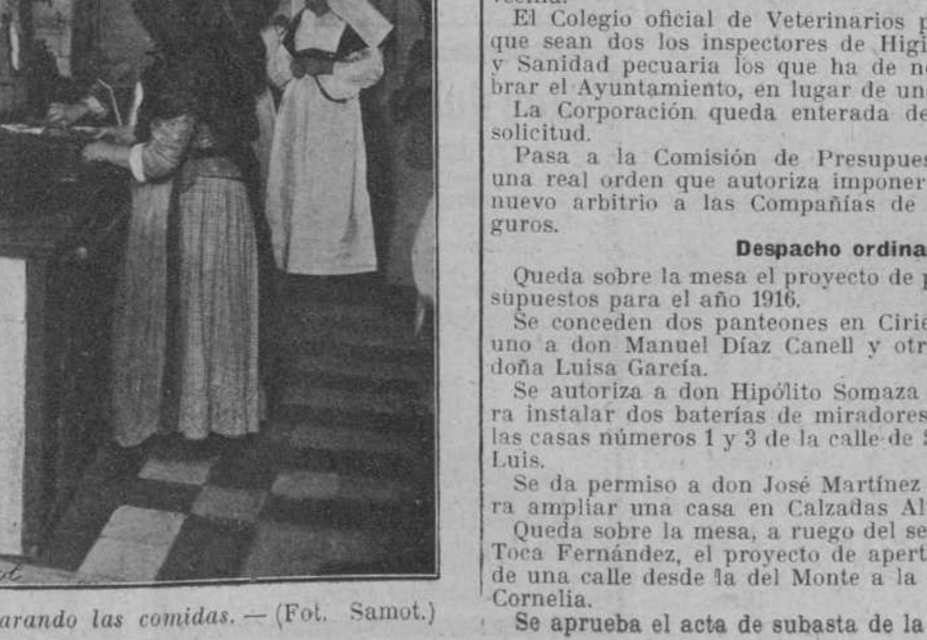 arando las comidas. — (Fot. Samot.)
El Colegio oficial de Veterinarios p
que sean dos los inspectores de Higi
y Sanidad pecuaria los que ha de n
brar el Ayuntamiento, en lugar de un
La Corporación queda enterada de
solicitud.
Pasa a la Comisión de Presupues
una real orden que autoriza imponer
nuevo arbitrio a las Compañías de
guros.
Despacho ordina
Queda sobre la mesa el proyecto de p
supuestos para el año 1916.
Se conceden dos panteones en Cirie
uno a don Manuel Díaz Canell y otr
doña Luisa García.
Se autoriza a don Hipólito Somaza
ra instalar dos baterías de miradores
las casas números 1 y 3 de la calle de S
Luis.
Se da permiso a don José Martínez
ra ampliar una casa en Calzadas Al
Queda sobre la mesa, a ruego del se
Toca Fernández, el proyecto de apert
de una calle desde la del Monte a la
Cornelia.
Se aprueba el acta de subasta de la